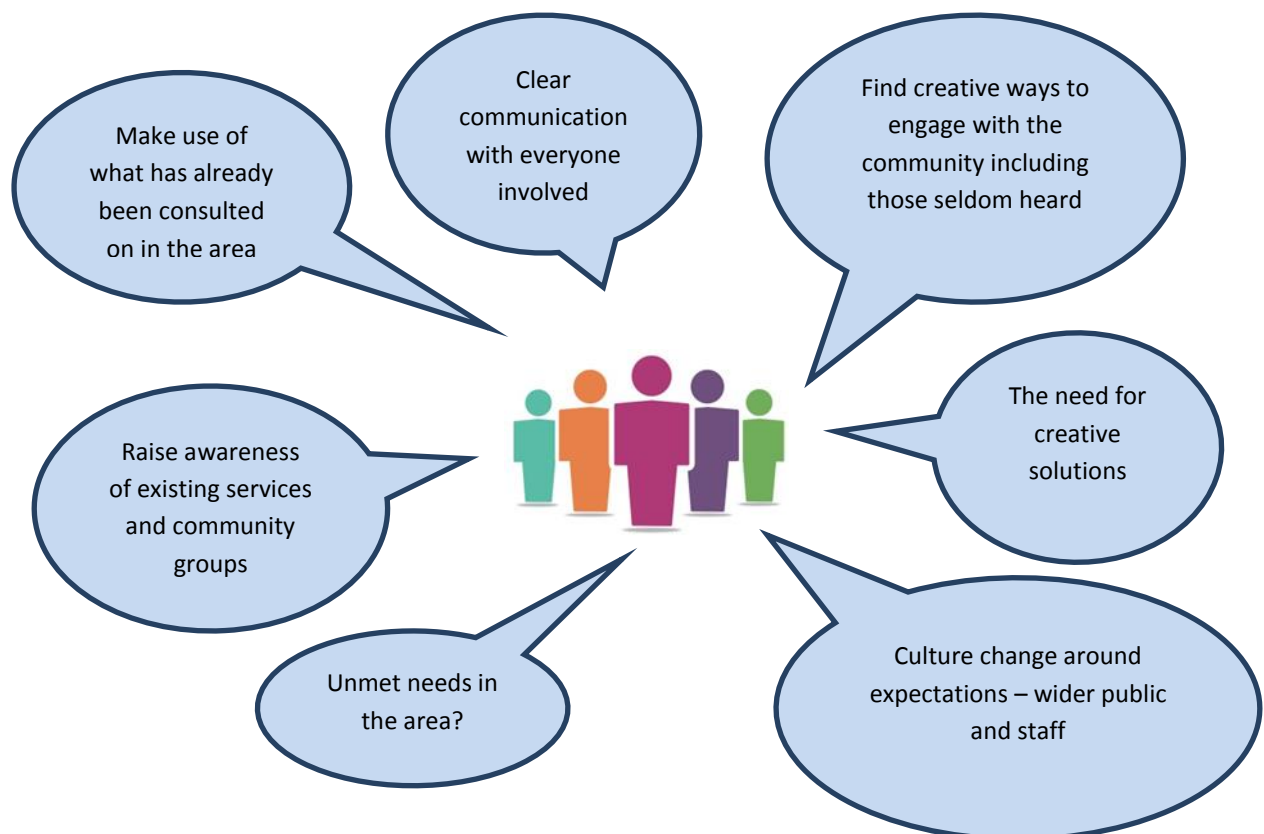 Make use of
what has already
been consulted
on in the area
Clear
communication
with everyone
involved
Find creative ways to
engage with the
community including
those seldom heard
Raise awareness
of existing services
and community
groups
The need for
creative
solutions
Unmet needs in
the area?
Culture change around
expectations – wider public
and staff